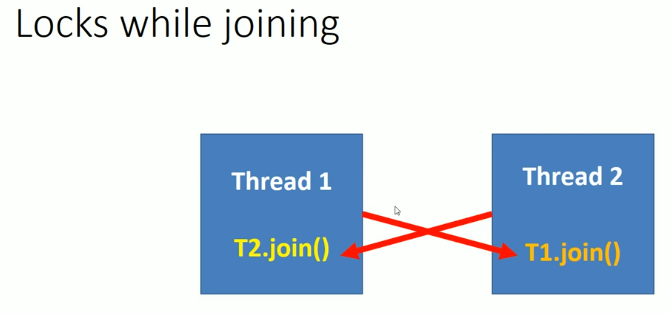 Locks while joining
Thread 1
T2.join()
Thread 2
T1.join()